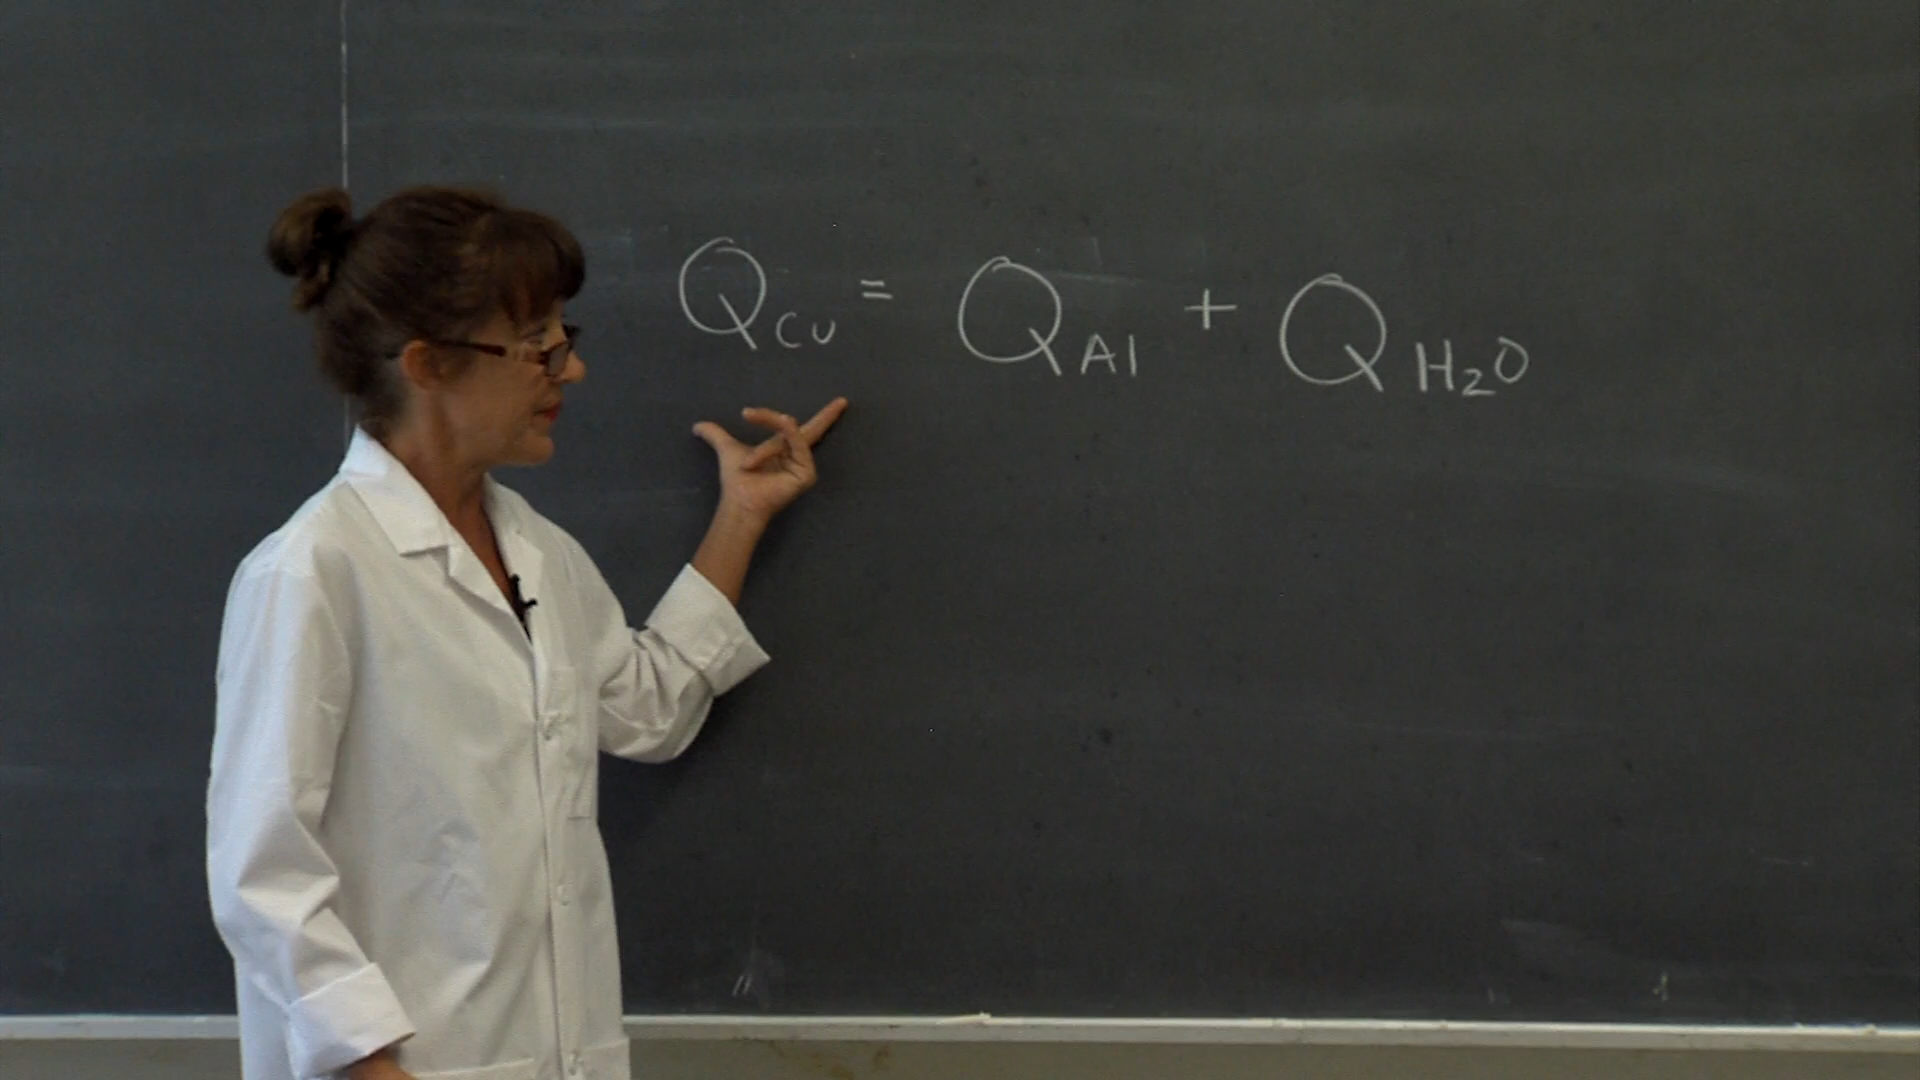 Q Cu = Q Al + Q H₂O